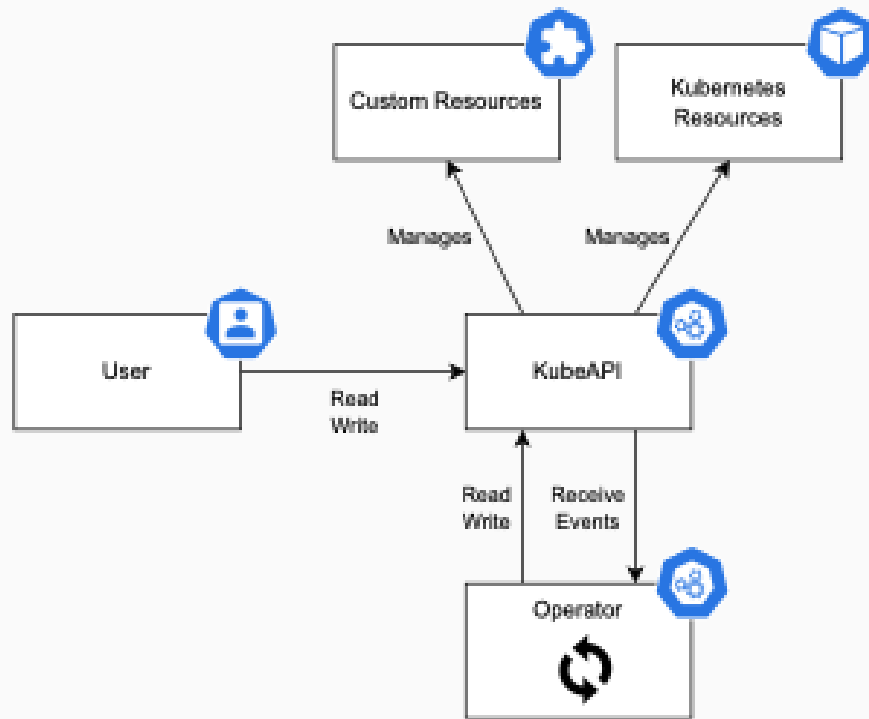 Custom Resources
Kubernetes
Resources
Manages
Manages
User
KubeAPI
Read
Write
Read
Write
Receive
Events
Operator